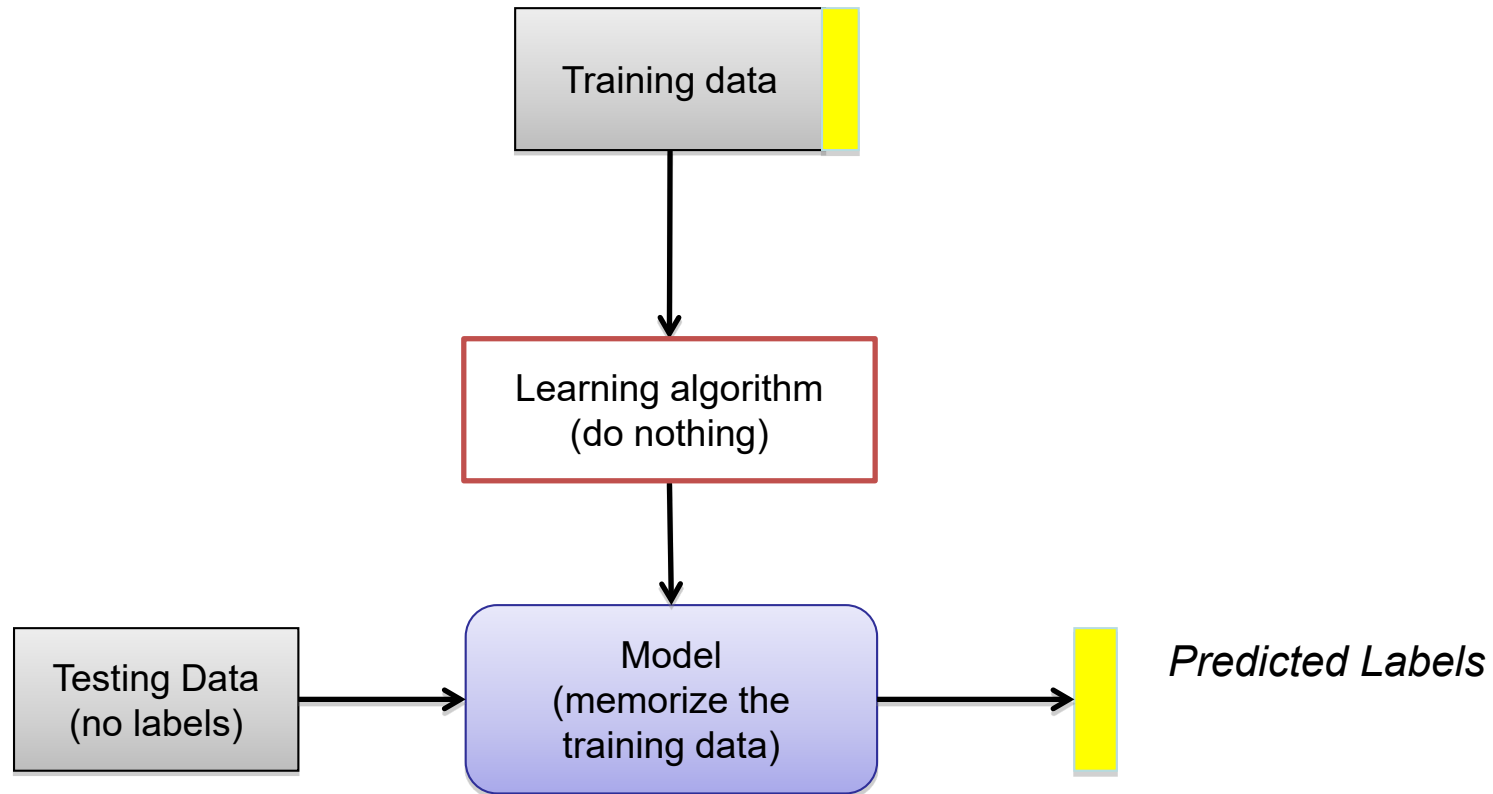 Training data
Learning algorithm
(do nothing)
Model
(memorize the
training data)
Testing Data
(no labels)
Predicted Labels